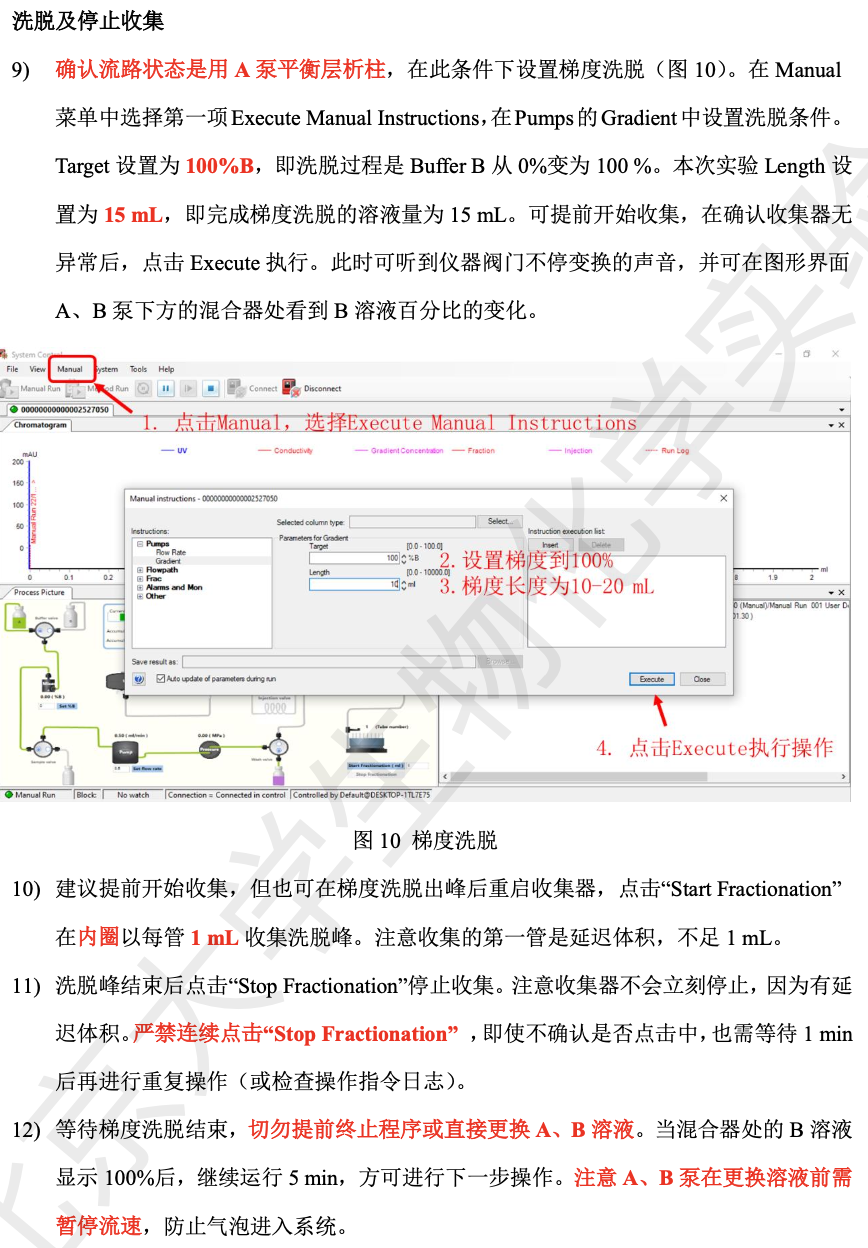 洗脱及停止收集
9) 确认流路状态是用 A 泵平衡层析柱，在此条件下设置梯度洗脱（图 10）。在 Manual
菜单中选择第一项 Execute Manual Instructions，在 Pumps 的 Gradient 中设置洗脱条件。
Target 设置为 100%B，即洗脱过程是 Buffer B 从 0%变为 100 %。本次实验 Length 设
置为 15 mL，即完成梯度洗脱的溶液量为 15 mL。可提前开始收集，在确认收集器无
异常后，点击 Execute 执行。此时可听到仪器阀门不停变换的声音，并可在图形界面
A、B 泵下方的混合器处看到 B 溶液百分比的变化。
System Control
File View Manual System Tools Help
Manual Run Method Run Connect Disconnect
00000000000002527050
1. 点击Manual，选择Execute Manual Instructions
Chromatogram
mAU UV Conductivity Gradient Concentration Fraction Injection Run Log
200
150
100
50
0
0 0.1 0.2
1.9 2 ml
Manual instructions - 00000000000002527050
Instructions:
Pumps
Flow Rate
Gradient
Flowpath
Frac
Alarms and Mon
Other
Selected column type: Select...
Parameters for Gradient
Target [0.0 - 100.0]
100 %B
Length [0.0 - 10000.0]
ml
Instruction execution list:
Insert Delete
2. 设置梯度到100%
3. 梯度长度为10-20 mL
Save result as: Browse...
Auto update of parameters during run
Execute Close
4. 点击Execute执行操作
Process Picture
Buffer valve
0.00 ( %B )
Set %B
Sample valve
0.50 ( ml/min )
Pump
Set flow rate
0.00 ( MPa )
Pressure
Injection valve
Wash valve
1 (Tube number)
Start Fractionation ( ml )
Stop Fractionation
Manual Run Block: No watch Connection = Connected in control Controlled by Default@DESKTOP-1TL7E75
图 10 梯度洗脱
10) 建议提前开始收集，但也可在梯度洗脱出峰后重启收集器，点击“Start Fractionation”
在内圈以每管 1 mL 收集洗脱峰。注意收集的第一管是延迟体积，不足 1 mL。
11) 洗脱峰结束后点击“Stop Fractionation”停止收集。注意收集器不会立刻停止，因为有延
迟体积。严禁连续点击“Stop Fractionation”，即使不确认是否点击中，也需等待 1 min
后再进行重复操作（或检查操作指令日志）。
12) 等待梯度洗脱结束，切勿提前终止程序或直接更换 A、B 溶液。当混合器处的 B 溶液
显示 100%后，继续运行 5 min，方可进行下一步操作。注意 A、B 泵在更换溶液前需
暂停流速，防止气泡进入系统。
北京大学生物化学实验